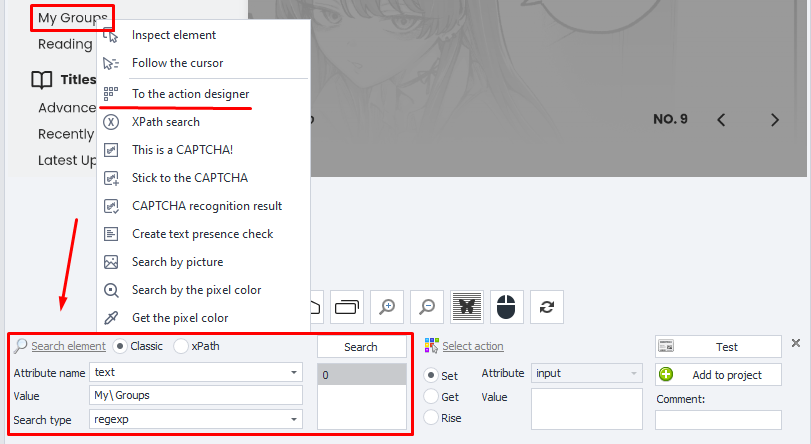 My Groups
Inspect element
Reading
Follow the cursor
Titles
To the action designer
Advance
XPath search
NO. 9
Recently
This is a CAPTCHA!
Latest Up
Stick to the CAPTCHA
CAPTCHA recognition result
Create text presence check
Search by picture
Search by the pixel color
Get the pixel color
Search element Classic xPath Search
Select action Test
Attribute name text 0
Set Attribute input Add to project
Value My\ Groups
Get Value Comment:
Search type regexp
Rise